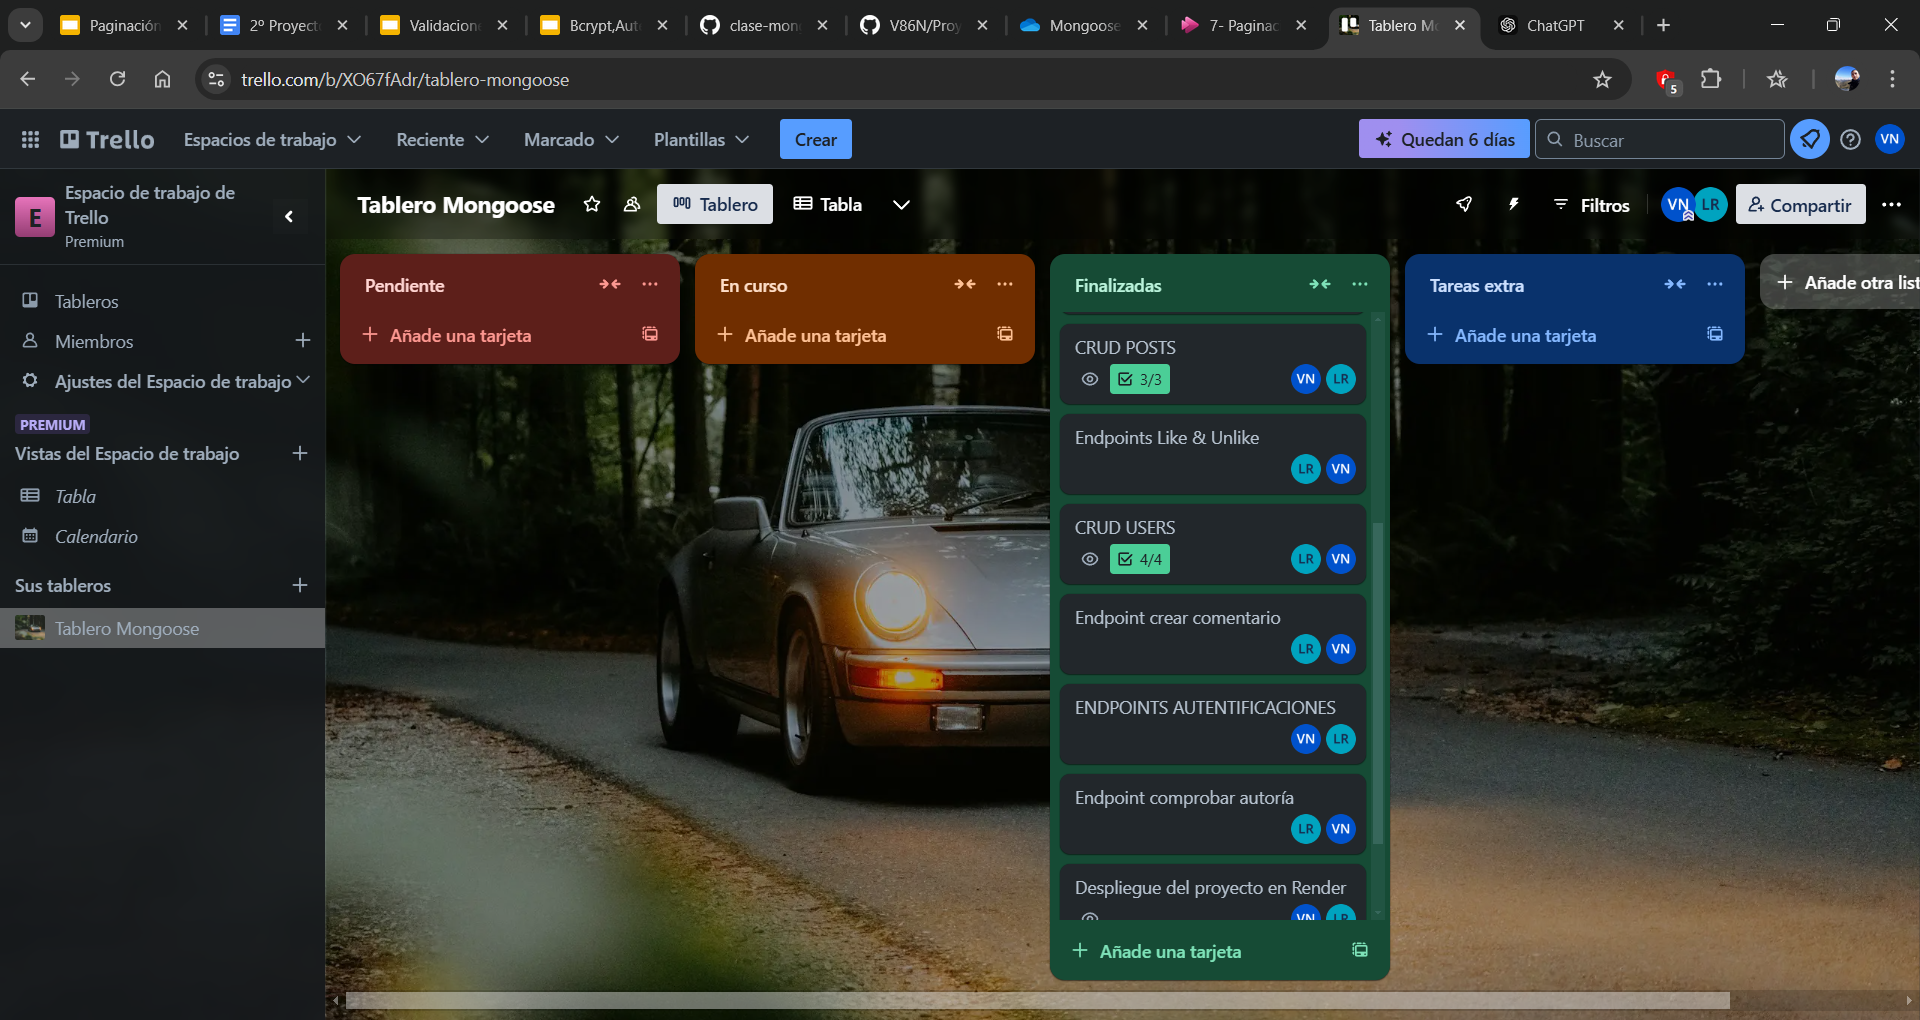 Paginación
2º Proyect
Validacion
Bcrypt,Aut
clase-mon
V86N/Proy
Mongoose
7- Paginac
Tablero M
ChatGPT
trello.com/b/XO67fAdr/tablero-mongoose
5
Trello
Espacios de trabajo
Reciente
Marcado
Plantillas
Crear
Quedan 6 días
Buscar
VN
E
Espacio de trabajo de
Trello
Premium
Tablero Mongoose
Tablero
Tabla
Filtros
VN
LR
Compartir
Tableros
Miembros
Ajustes del Espacio de trabajo
PREMIUM
Vistas del Espacio de trabajo
Tabla
Calendario
Sus tableros
Tablero Mongoose
Pendiente
Añade una tarjeta
En curso
Añade una tarjeta
Finalizadas
CRUD POSTS
3/3
VN LR
Endpoints Like & Unlike
LR VN
CRUD USERS
4/4
LR VN
Endpoint crear comentario
LR VN
ENDPOINTS AUTENTIFICACIONES
VN LR
Endpoint comprobar autoría
LR VN
Despliegue del proyecto en Render
VN LR
Añade una tarjeta
Tareas extra
Añade una tarjeta
Añade otra list